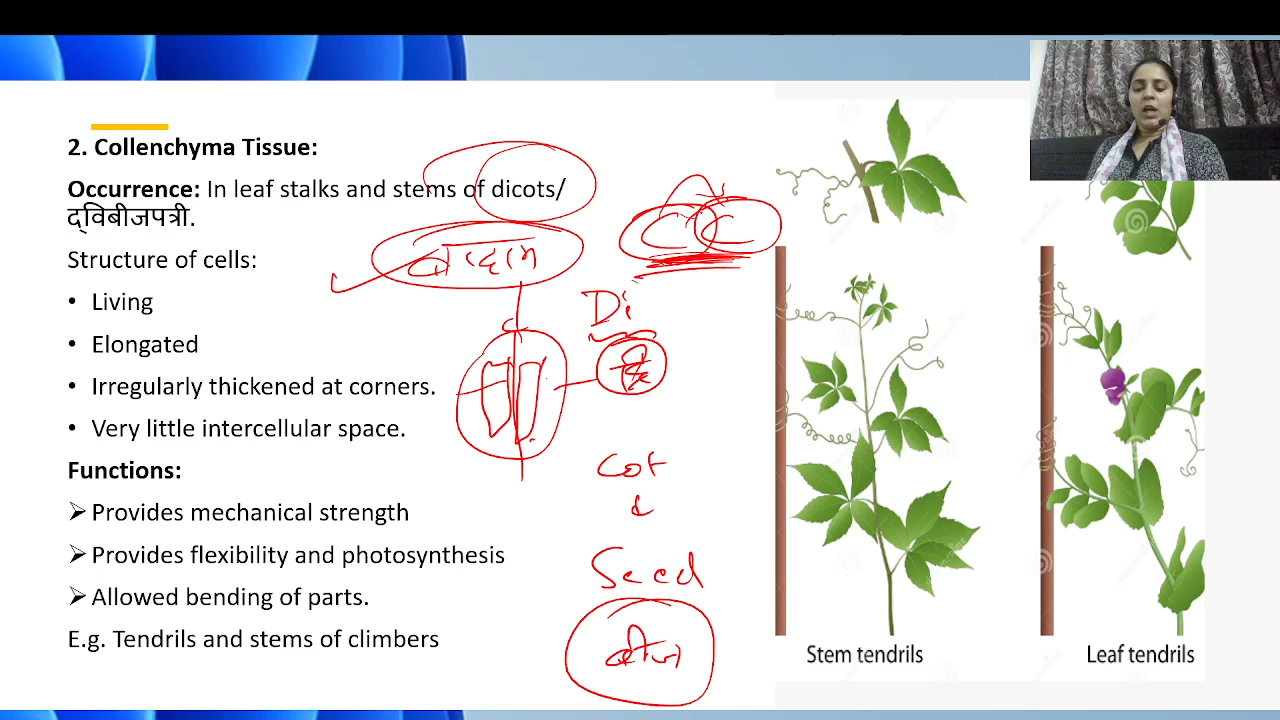 2. Collenchyma Tissue:
Occurrence: In leaf stalks and stems of dicots/
द्विबीजपत्री.
बादाम
Structure of cells:
Di
• Living
• Elongated
• Irregularly thickened at corners.
• Very little intercellular space.
Functions:
Cot
➢ Provides mechanical strength
➢ Provides flexibility and photosynthesis
Seed
➢ Allowed bending of parts.
E.g. Tendrils and stems of climbers
बीज
Stem tendrils
Leaf tendrils